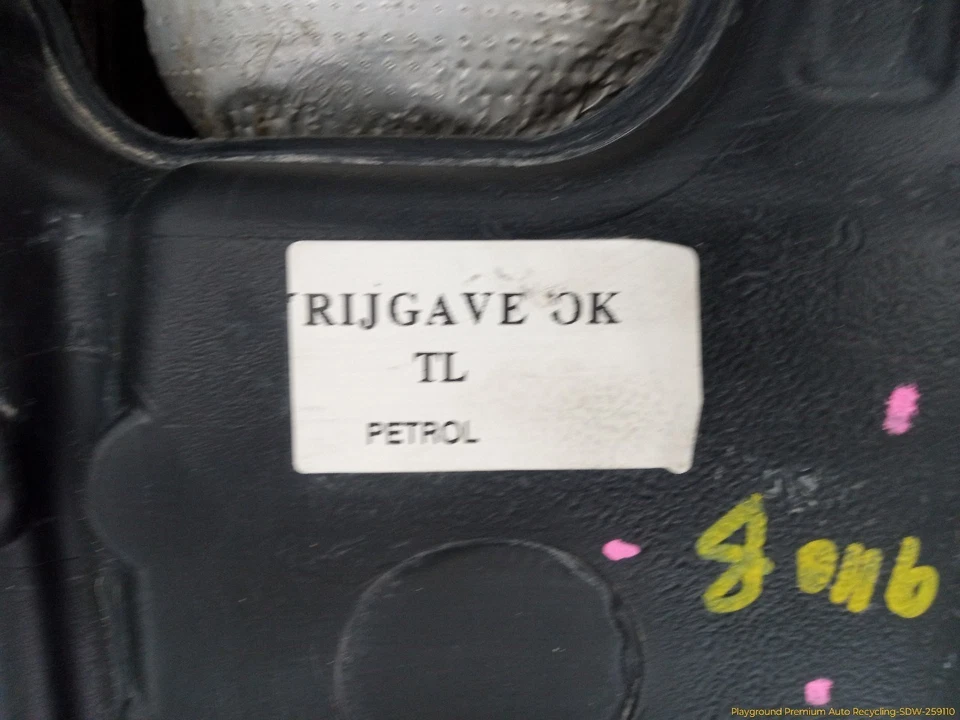 VRIJGAVE OK
TL
PETROL
Playground Premium Auto Recycling-SDW-259110